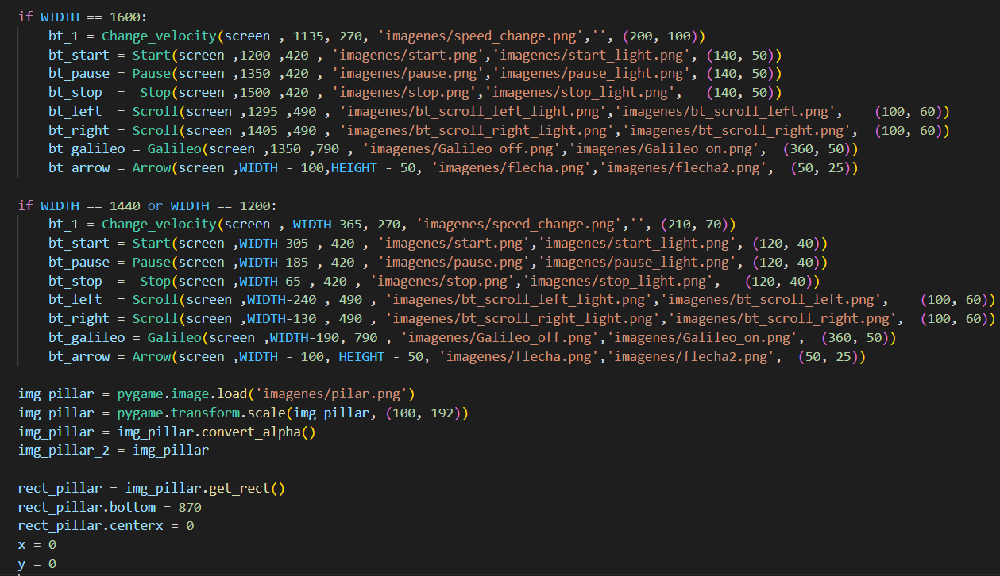 if WIDTH == 1600:
    bt_1 = Change_velocity(screen , 1135, 270, 'imagenes/speed_change.png','', (200, 100))
    bt_start = Start(screen ,1200 ,420 , 'imagenes/start.png','imagenes/start_light.png', (140, 50))
    bt_pause = Pause(screen ,1350 ,420 , 'imagenes/pause.png','imagenes/pause_light.png', (140, 50))
    bt_stop  =  Stop(screen ,1500 ,420 , 'imagenes/stop.png','imagenes/stop_light.png',   (140, 50))
    bt_left  = Scroll(screen ,1295 ,490 , 'imagenes/bt_scroll_left_light.png','imagenes/bt_scroll_left.png',    (100, 60))
    bt_right = Scroll(screen ,1405 ,490 , 'imagenes/bt_scroll_right_light.png','imagenes/bt_scroll_right.png',  (100, 60))
    bt_galileo = Galileo(screen ,1350 ,790 , 'imagenes/Galileo_off.png','imagenes/Galileo_on.png',  (360, 50))
    bt_arrow = Arrow(screen ,WIDTH - 100,HEIGHT - 50, 'imagenes/flecha.png','imagenes/flecha2.png',  (50, 25))

if WIDTH == 1440 or WIDTH == 1200:
    bt_1 = Change_velocity(screen , WIDTH-365, 270, 'imagenes/speed_change.png','', (210, 70))
    bt_start = Start(screen ,WIDTH-305 , 420 , 'imagenes/start.png','imagenes/start_light.png', (120, 40))
    bt_pause = Pause(screen ,WIDTH-185 , 420 , 'imagenes/pause.png','imagenes/pause_light.png', (120, 40))
    bt_stop  =  Stop(screen ,WIDTH-65 , 420 , 'imagenes/stop.png','imagenes/stop_light.png',   (120, 40))
    bt_left  = Scroll(screen ,WIDTH-240 , 490 , 'imagenes/bt_scroll_left_light.png','imagenes/bt_scroll_left.png',    (100, 60))
    bt_right = Scroll(screen ,WIDTH-130 , 490 , 'imagenes/bt_scroll_right_light.png','imagenes/bt_scroll_right.png',  (100, 60))
    bt_galileo = Galileo(screen ,WIDTH-190, 790 , 'imagenes/Galileo_off.png','imagenes/Galileo_on.png',  (360, 50))
    bt_arrow = Arrow(screen ,WIDTH - 100, HEIGHT - 50, 'imagenes/flecha.png','imagenes/flecha2.png',  (50, 25))

img_pillar = pygame.image.load('imagenes/pilar.png')
img_pillar = pygame.transform.scale(img_pillar, (100, 192))
img_pillar = img_pillar.convert_alpha()
img_pillar_2 = img_pillar

rect_pillar = img_pillar.get_rect()
rect_pillar.bottom = 870
rect_pillar.centerx = 0
x = 0
y = 0